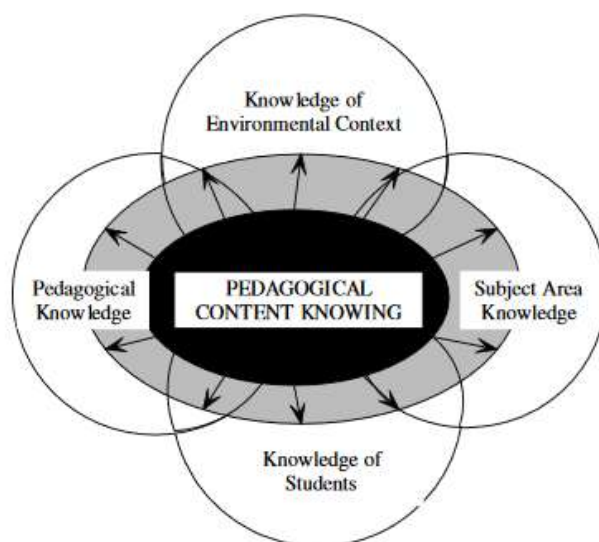 Knowledge of
Environmental Context
Pedagogical
Knowledge
PEDAGOGICAL
CONTENT KNOWING
Subject Area
Knowledge
Knowledge of
Students